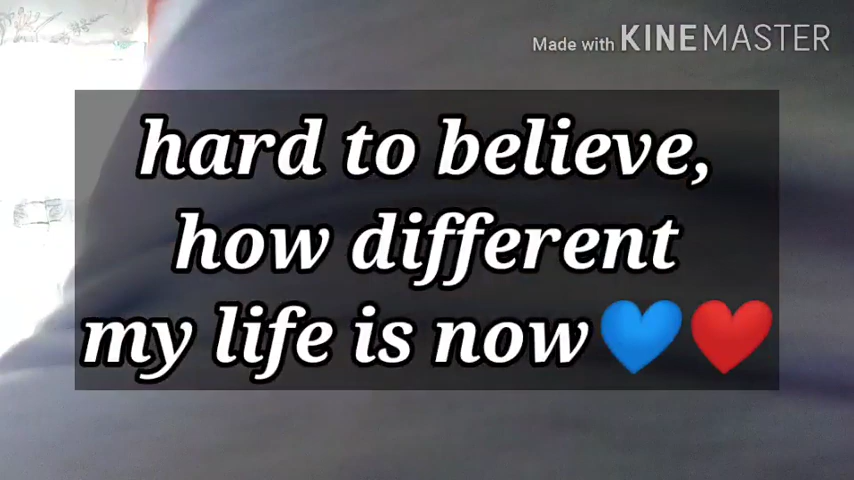 Made with KINEMASTER
hard to believe,
how different
my life is now💙❤️